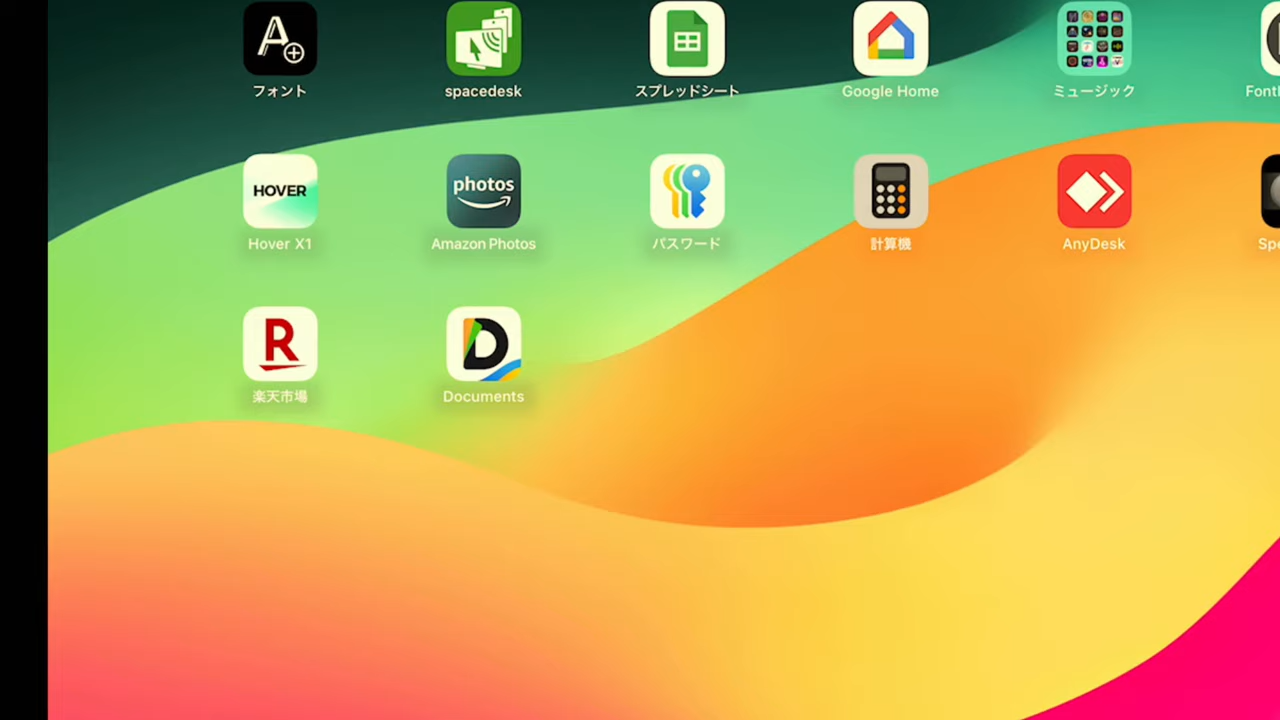 フォント
spacedesk
スプレッドシート
Google Home
ミュージック
HOVER
Hover X1
photos
Amazon Photos
パスワード
計算機
AnyDesk
R
楽天市場
D
Documents